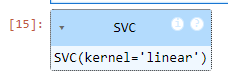 [15]:
▾ SVC i ?
SVC(kernel='linear')